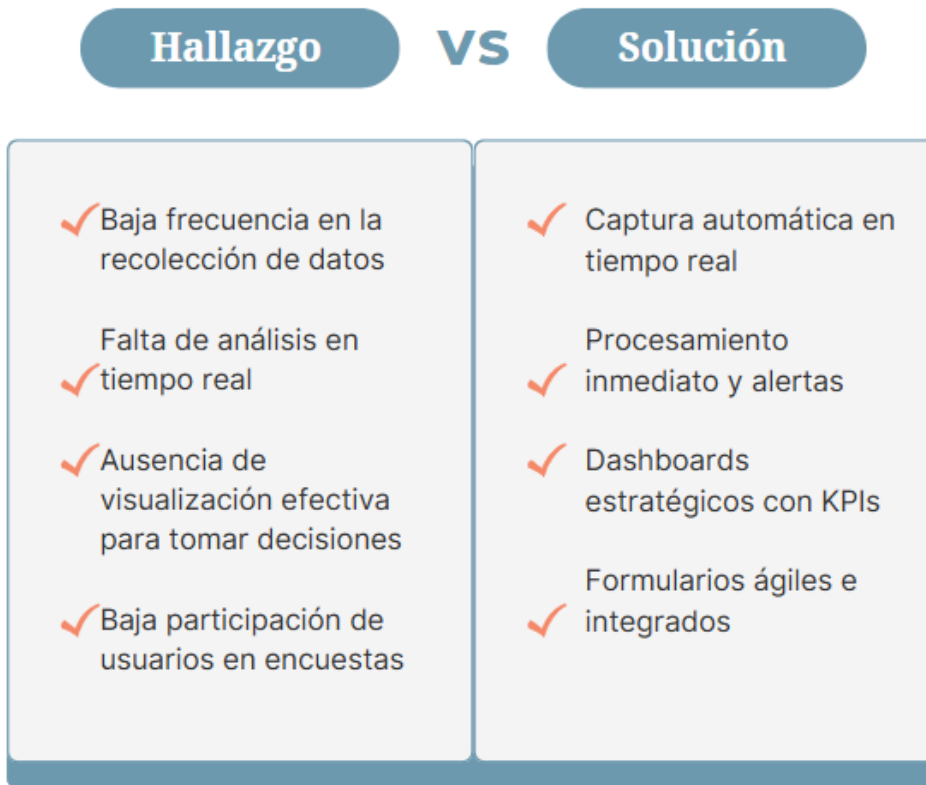 Hallazgo VS Solución
Baja frecuencia en la
recolección de datos
Falta de análisis en
tiempo real
Ausencia de
visualización efectiva
para tomar decisiones
Baja participación de
usuarios en encuestas
Captura automática en
tiempo real
Procesamiento
inmediato y alertas
Dashboards
estratégicos con KPIs
Formularios ágiles e
integrados